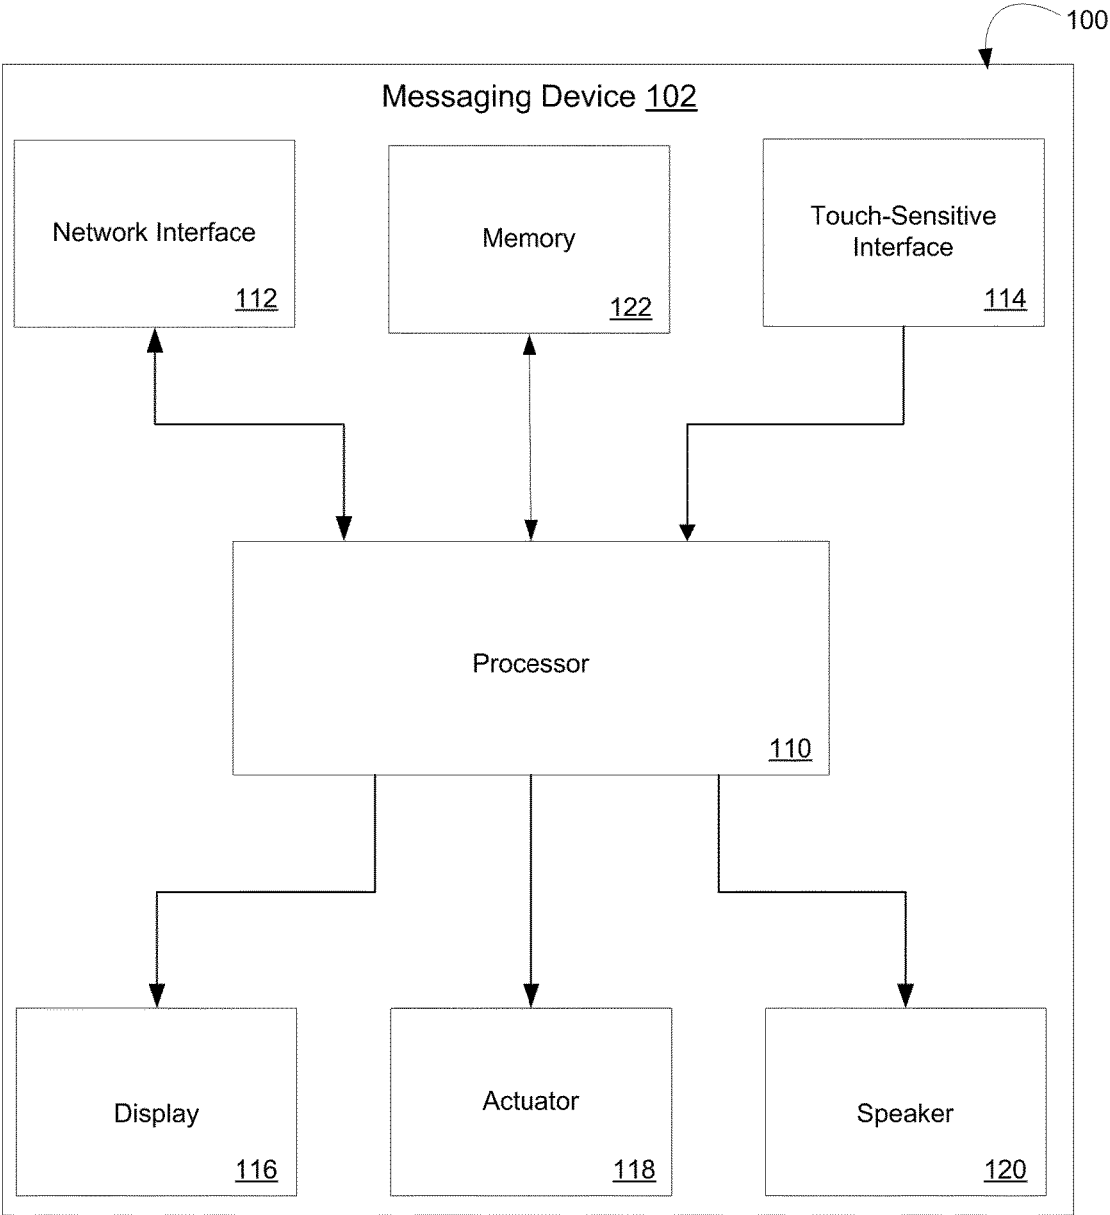 100
Messaging Device 102
Network Interface
112
Memory
122
Touch-Sensitive
Interface
114
Processor
110
Display
116
Actuator
118
Speaker
120